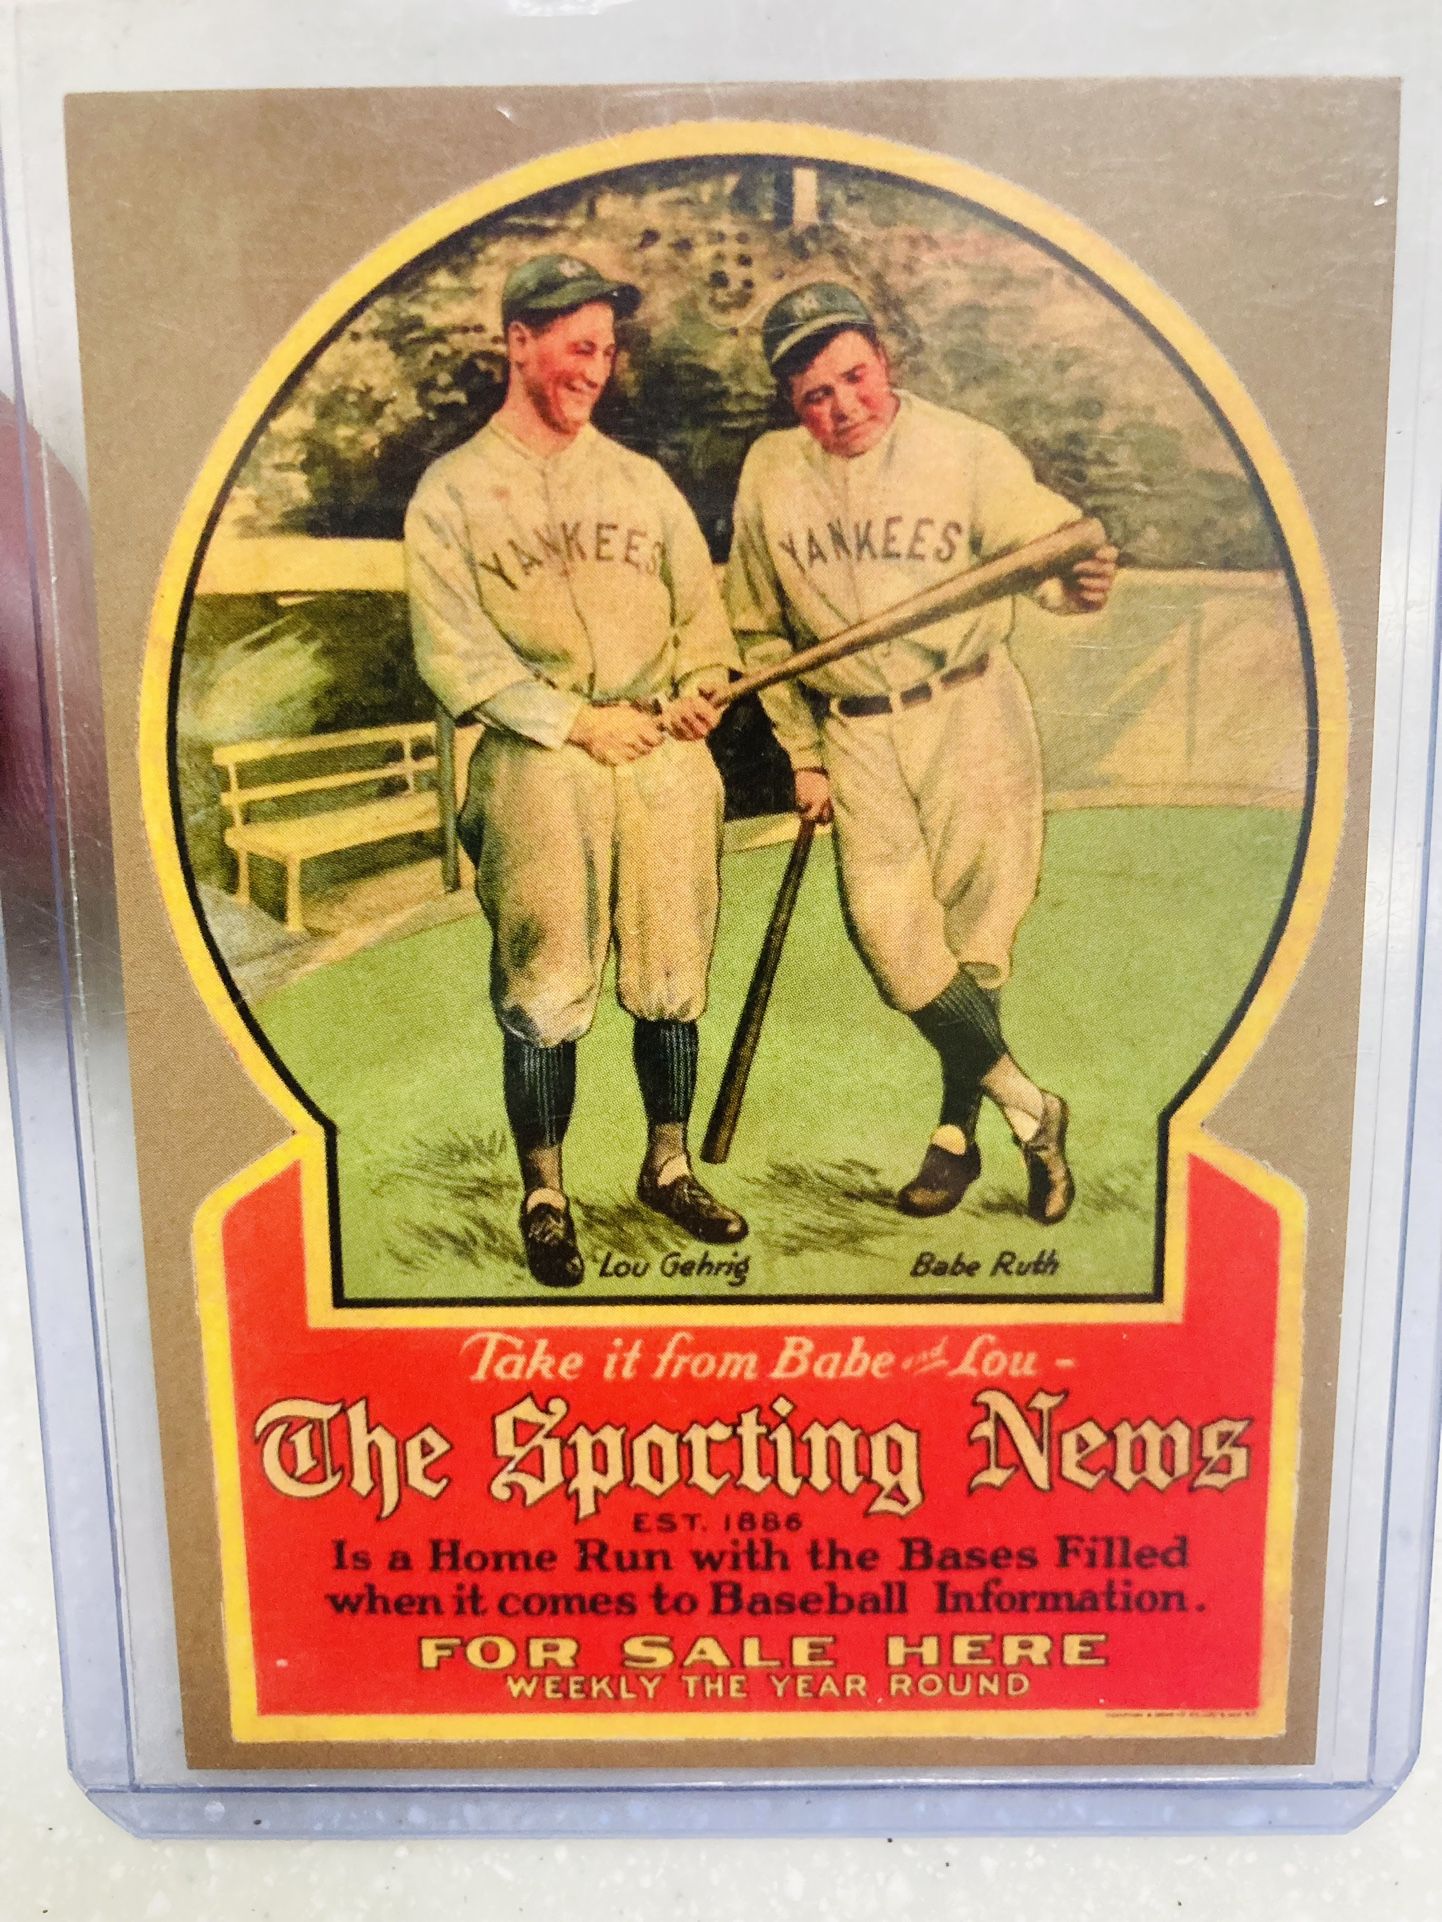 YANKEES
YANKEES
Lou Gehrig
Babe Ruth
Take it from Babe and Lou -
The Sporting News
EST. 1886
Is a Home Run with the Bases Filled
when it comes to Baseball Information.
FOR SALE HERE
WEEKLY THE YEAR ROUND